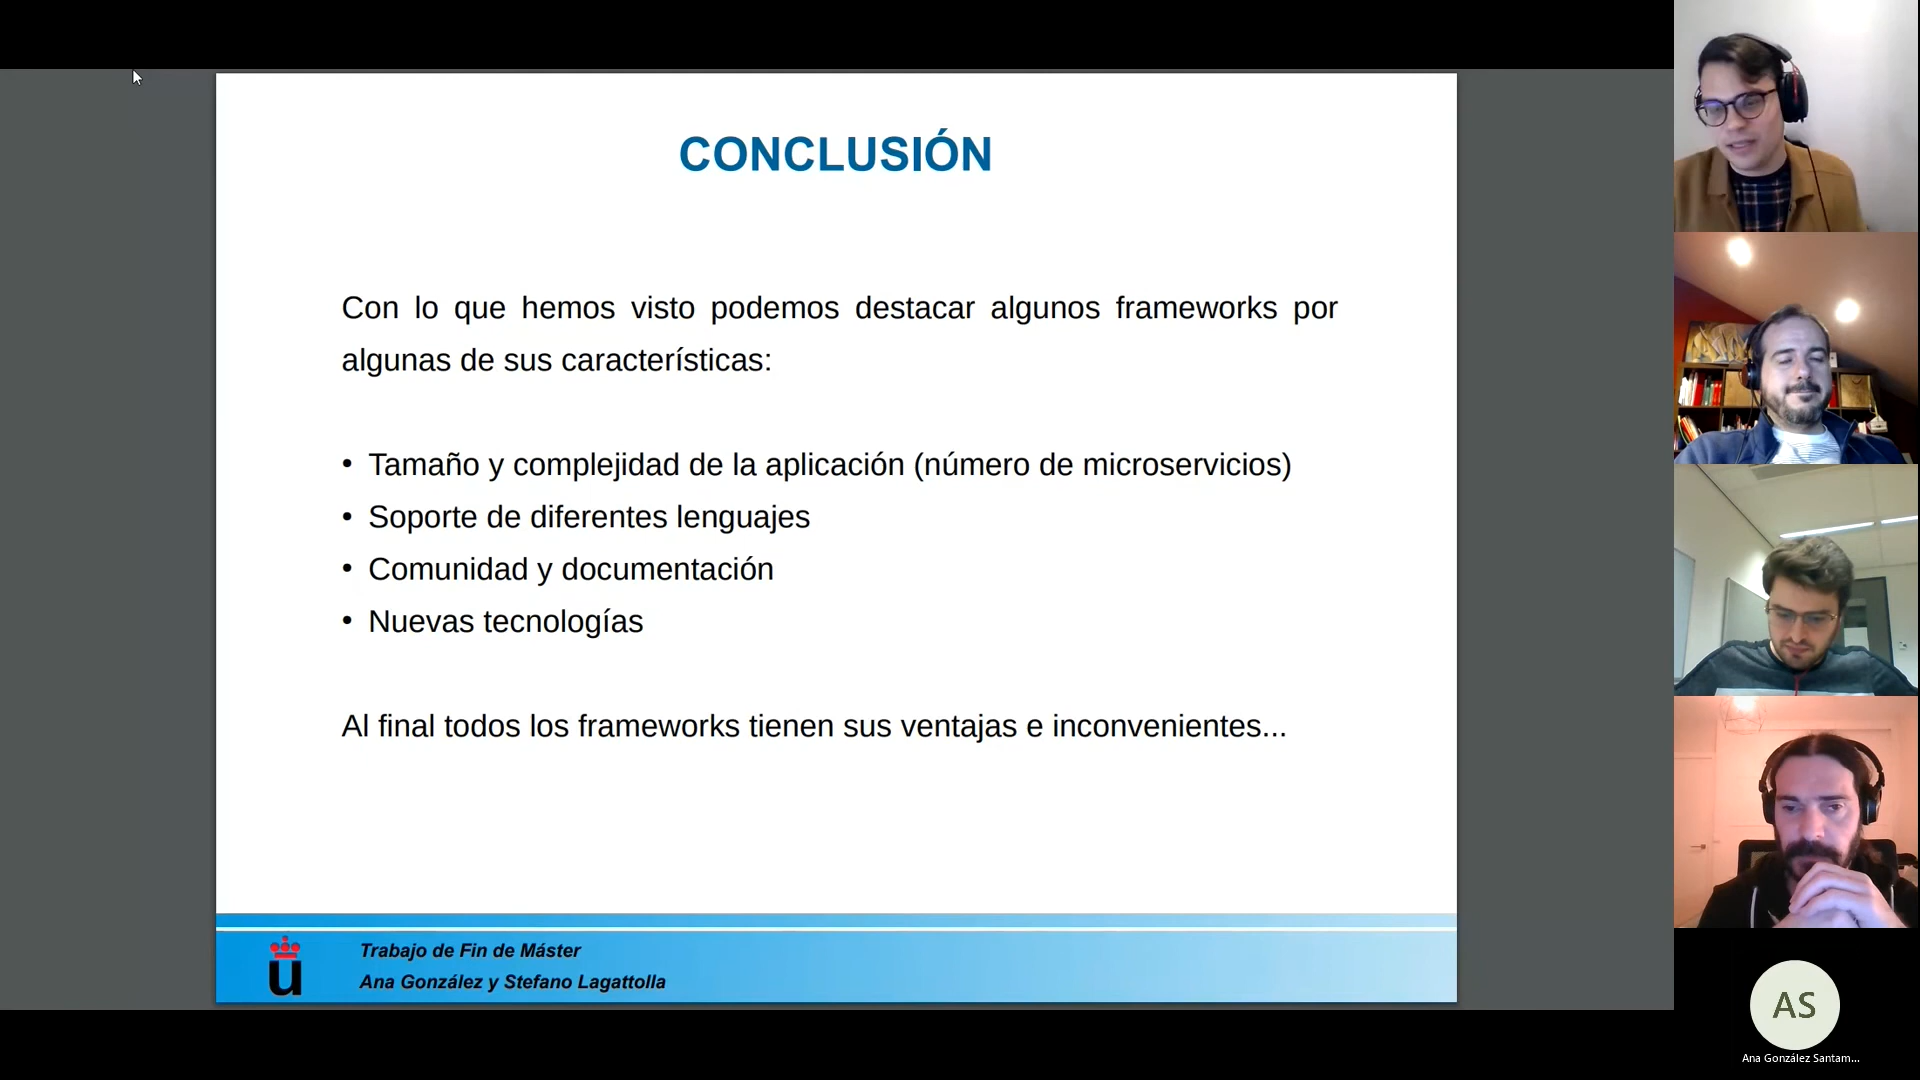 CONCLUSIÓN
Con lo que hemos visto podemos destacar algunos frameworks por
algunas de sus características:
• Tamaño y complejidad de la aplicación (número de microservicios)
• Soporte de diferentes lenguajes
• Comunidad y documentación
• Nuevas tecnologías
Al final todos los frameworks tienen sus ventajas e inconvenientes...
u
Trabajo de Fin de Máster
Ana González y Stefano Lagattolla
AS
Ana González Santam...